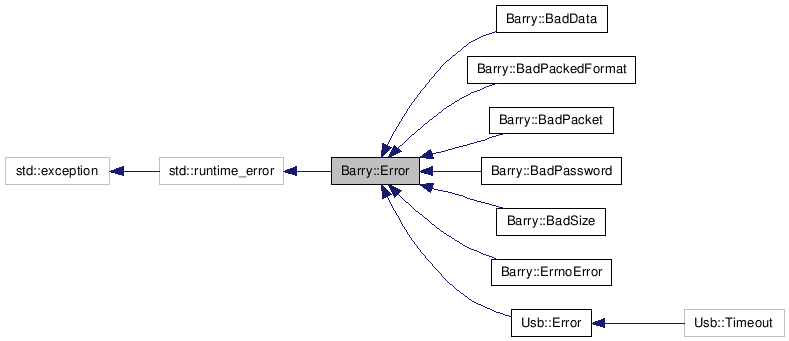 Barry::BadData
Barry::BadPackedFormat
Barry::BadPacket
std::exception
std::runtime_error
Barry::Error
Barry::BadPassword
Barry::BadSize
Barry::ErrnoError
Usb::Error
Usb::Timeout